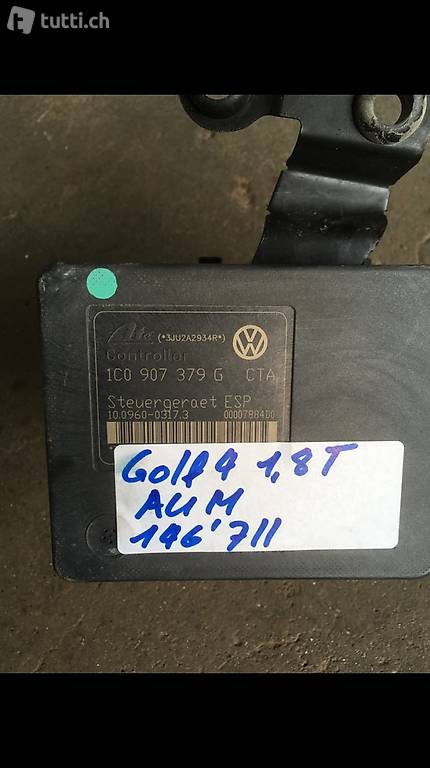 tutti.ch
Ate (*3JU2A2934R*)
Controller
1C0 907 379 G CTA
Steuergeraet ESP
10.0960-0317.3 00007884D0
Golf 4 1,8T
AUM
146'711